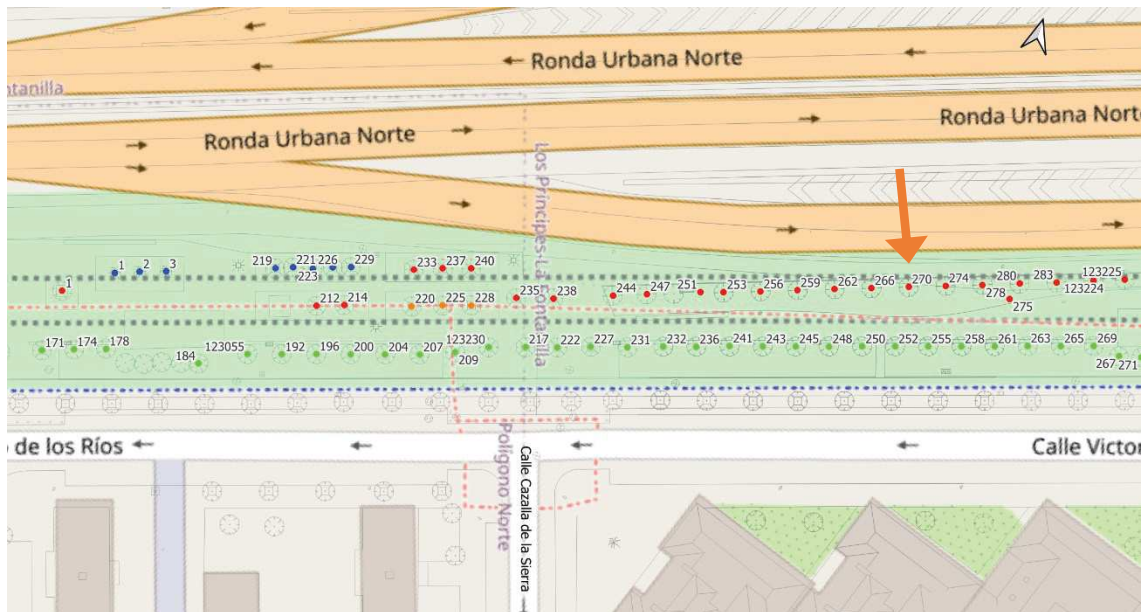 Ronda Urbana Norte
ntanilla
Ronda Urbana Norte
Ronda Urbana Norte
Los Príncipes-La Fontanilla
1
1 2 3
219 221 226 229
223
233 237 240
212 214
220 225 228
235 238
244 247 251 253 256 259 262 266 270 274 280 283 123225
278 123224
275
171 174 178
184
123055 192 196 200 204 207 123230
209
217 222 227 231 232 236 241 243 245 248 250 252 255 258 261 263 265 269
267 271
o de los Ríos
Calle Victor
Polígono Norte
Calle Cazalla de la Sierra